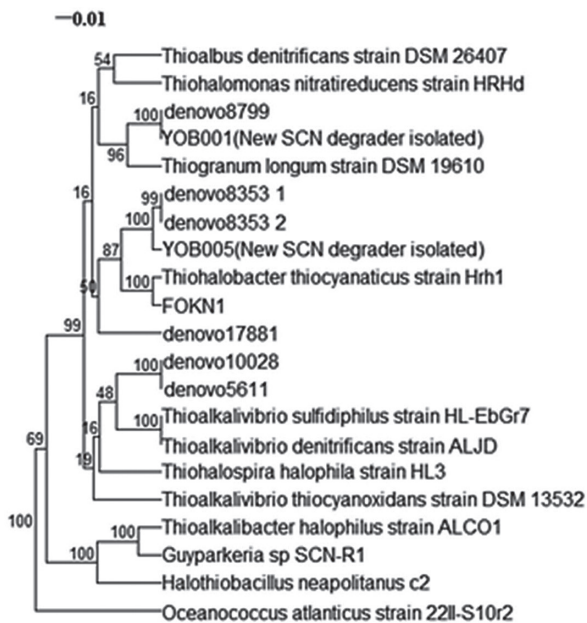 0.01
54
Thioalbus denitrificans strain DSM 26407
Thiohalomonas nitratireducens strain HRHd
16
100
denovo8799
YOB001(New SCN degrader isolated)
96
Thiogranum longum strain DSM 19610
16
99
denovo8353 1
100
denovo8353 2
87
YOB005(New SCN degrader isolated)
100
Thiohalobacter thiocyanaticus strain Hrh1
50
FOKN1
99
denovo17881
100
denovo10028
48
denovo5611
100
Thioalkalivibrio sulfidiphilus strain HL-EbGr7
16
Thioalkalivibrio denitrificans strain ALJD
19
Thiohalospira halophila strain HL3
69
Thioalkalivibrio thiocyanoxidans strain DSM 13532
100
100
Thioalkalibacter halophilus strain ALCO1
100
Guyparkeria sp SCN-R1
Halothiobacillus neapolitanus c2
Oceanococcus atlanticus strain 22II-S10r2